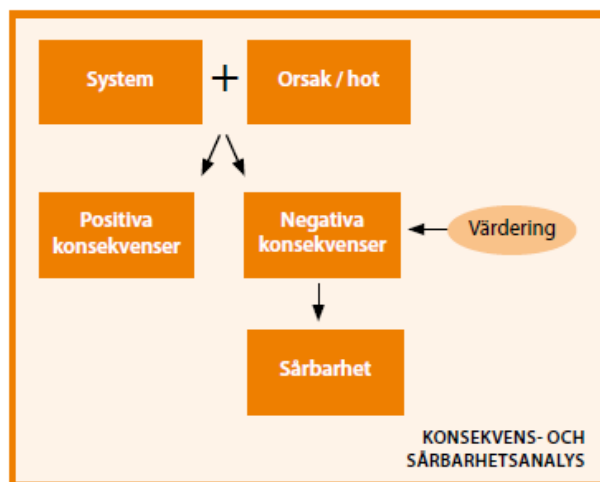 System
+
Orsak / hot
Positiva
konsekvenser
Negativa
konsekvenser
Värdering
Sårbarhet
KONSEKVENS- OCH
SÅRBARHETSANALYS